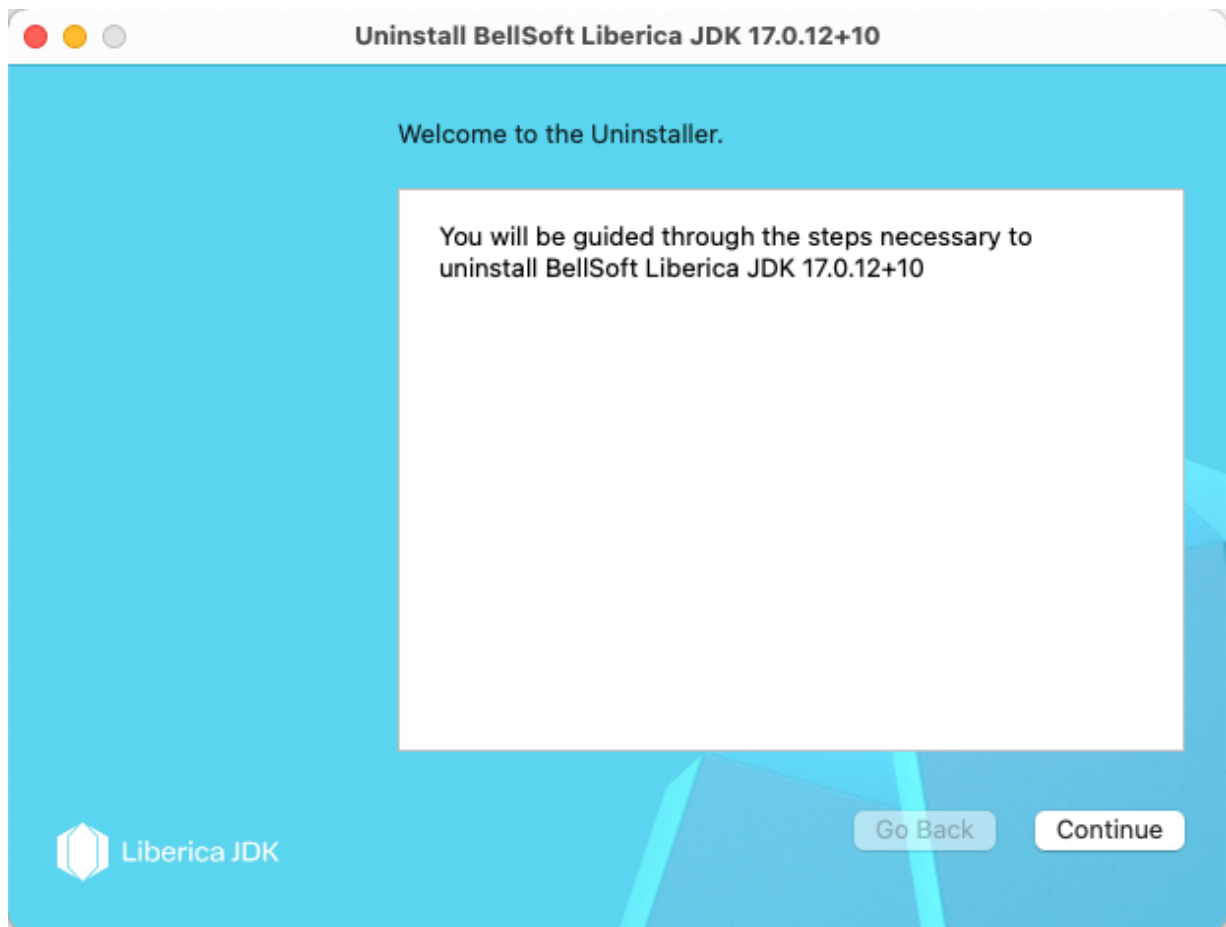 Uninstall BellSoft Liberica JDK 17.0.12+10
Welcome to the Uninstaller.
You will be guided through the steps necessary to
uninstall BellSoft Liberica JDK 17.0.12+10
Go Back
Continue
Liberica JDK